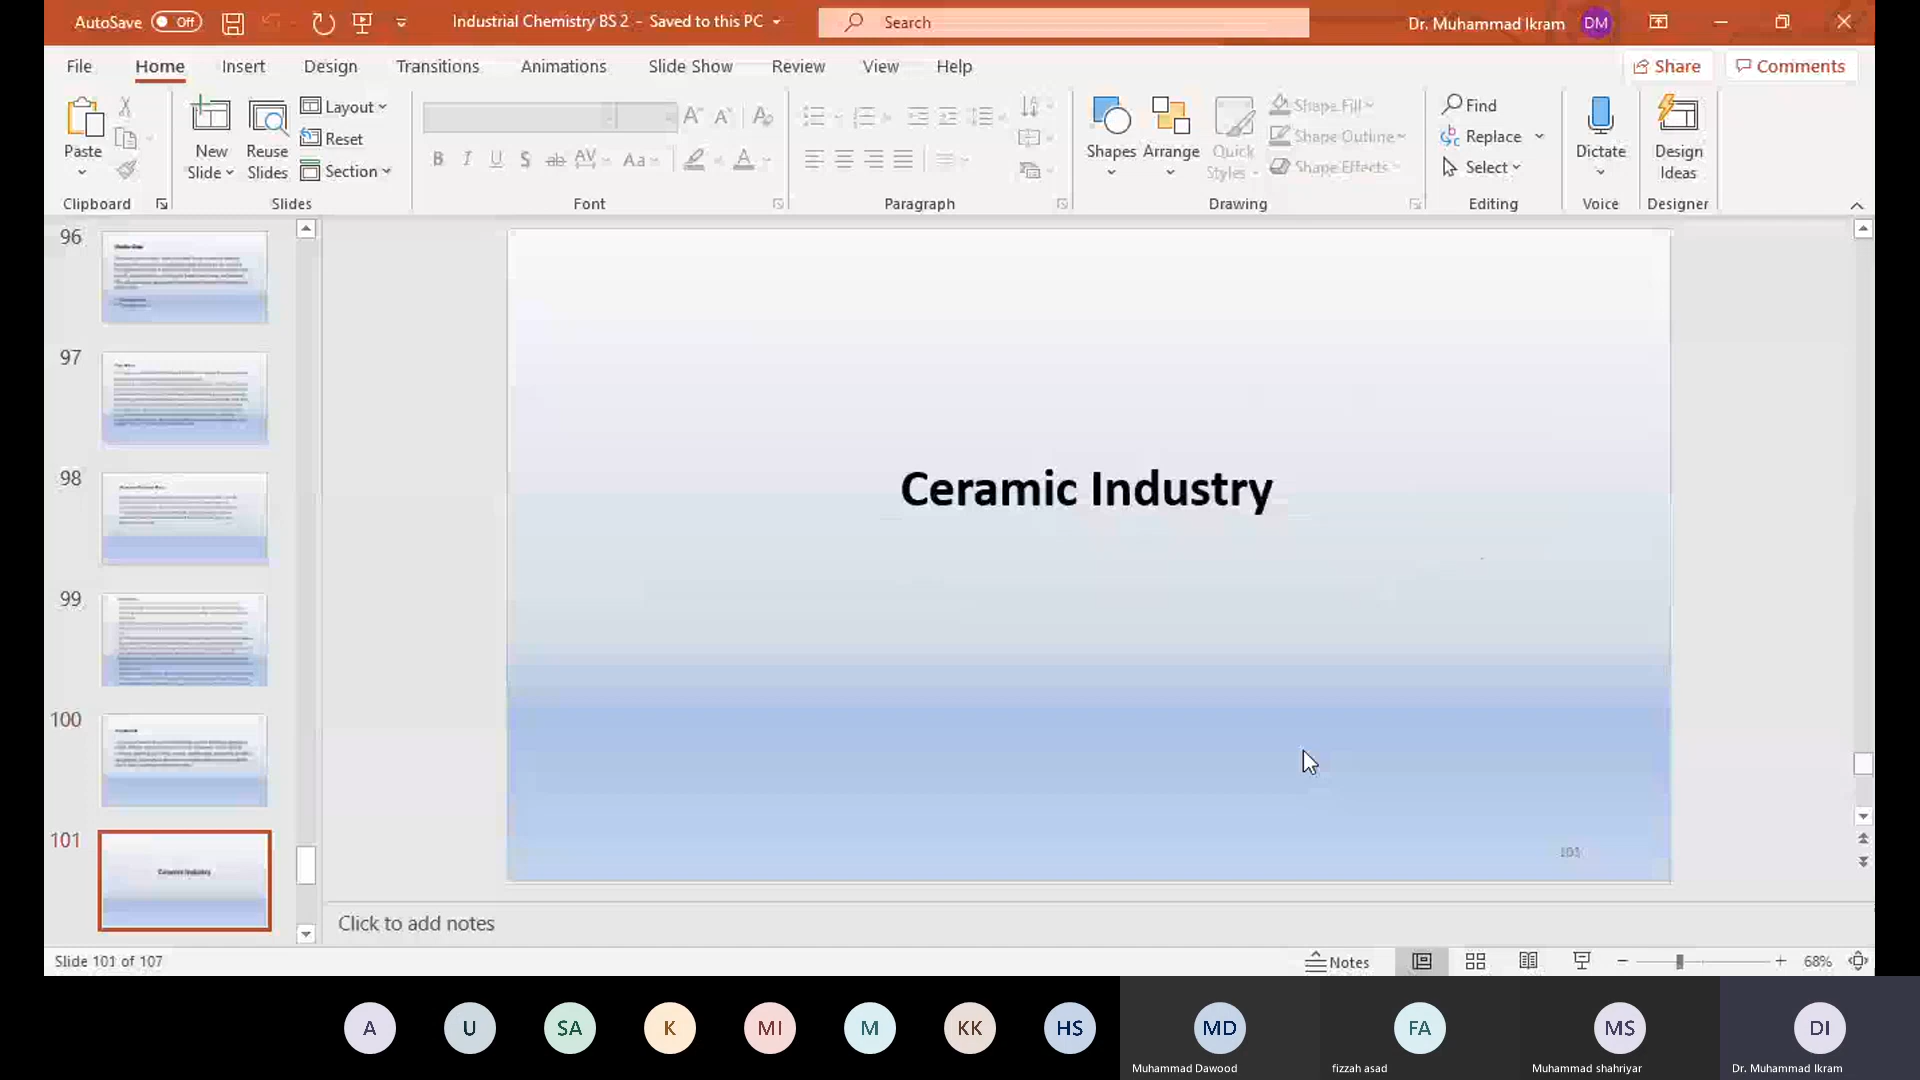 AutoSave Off
Industrial Chemistry BS 2 - Saved to this PC
Search
Dr. Muhammad Ikram DM
File Home Insert Design Transitions Animations Slide Show Review View Help
Share Comments
Paste
New Slide
Reuse Slides
Layout
Reset
Section
B I U S ab AV Aa A
Shapes Arrange Quick Styles
Shape Fill
Shape Outline
Shape Effects
Find
Replace
Select
Dictate
Design Ideas
Clipboard Slides Font Paragraph Drawing Editing Voice Designer
96
97
98
99
100
101
Ceramic Industry
Ceramic Industry
101
Click to add notes
Slide 101 of 107
Notes
68%
A U SA K MI M KK HS MD FA MS DI
Muhammad Dawood fizzah asad Muhammad shahriyar Dr. Muhammad Ikram